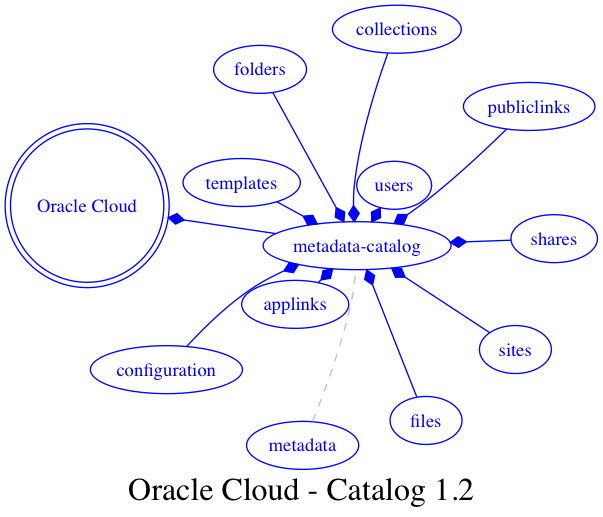 collections
folders
publiclinks
templates
users
Oracle Cloud
metadata-catalog
shares
applinks
sites
configuration
files
metadata
Oracle Cloud - Catalog 1.2